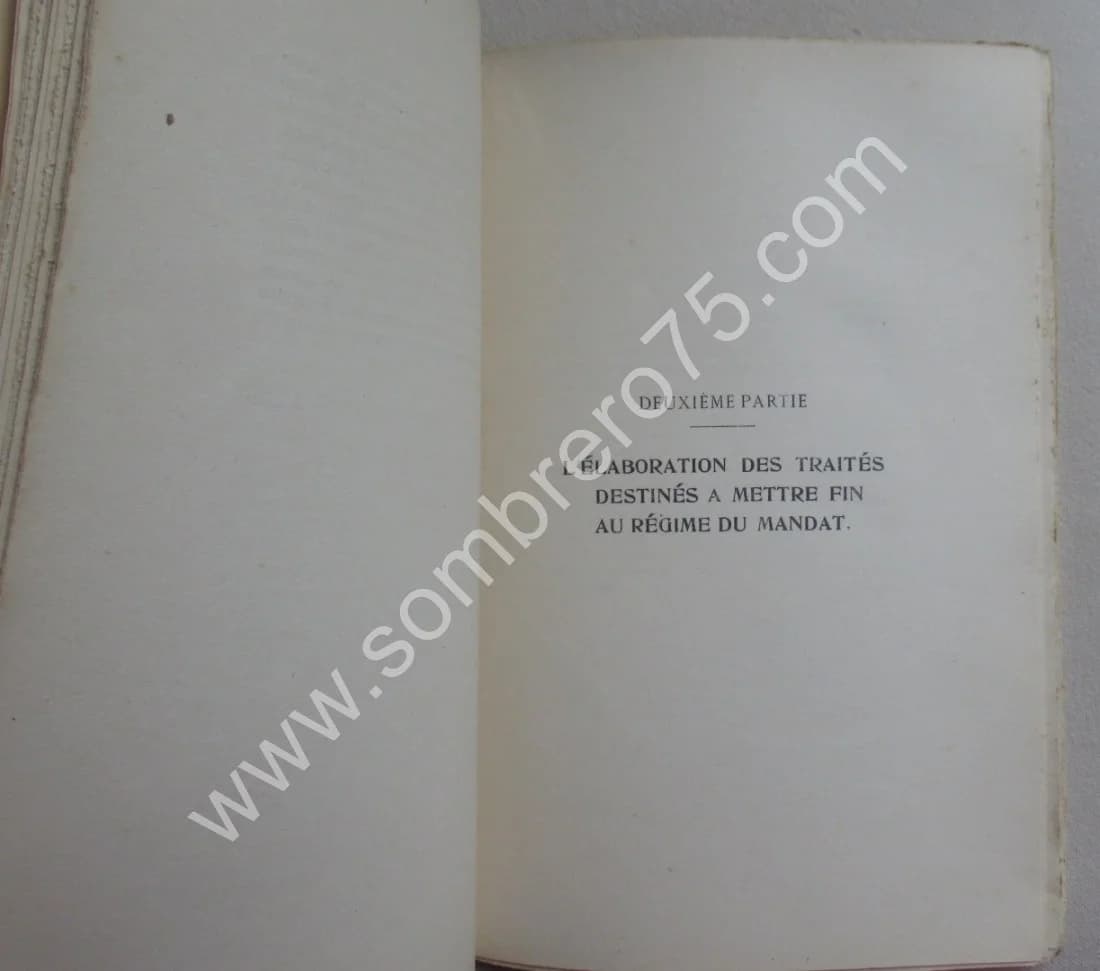 DEUXIÈME PARTIE
L'ÉLABORATION DES TRAITÉS
DESTINÉS A METTRE FIN
AU RÉGIME DU MANDAT.
www.sombrero75.com